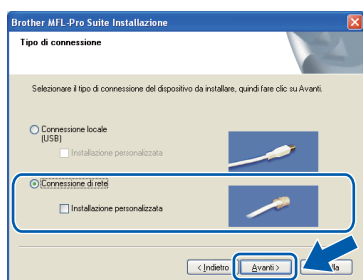 Brother MFL-Pro Suite Installazione
Tipo di connessione
Selezionare il tipo di connessione del dispositivo da installare, quindi fare clic su Avanti.
Connessione locale
(USB)
Installazione personalizzata
Connessione di rete
Installazione personalizzata
< Indietro Avanti >